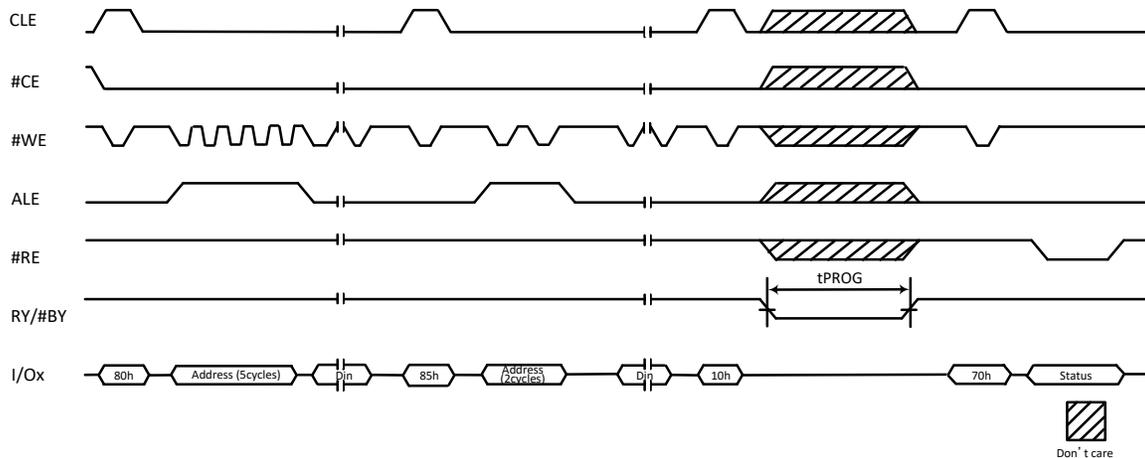 CLE
#CE
#WE
ALE
#RE
tPROG
RY/#BY
I/Ox
80h
Address (5cycles)
Din
85h
Address
(2cycles)
Din
10h
70h
Status
Don' t care